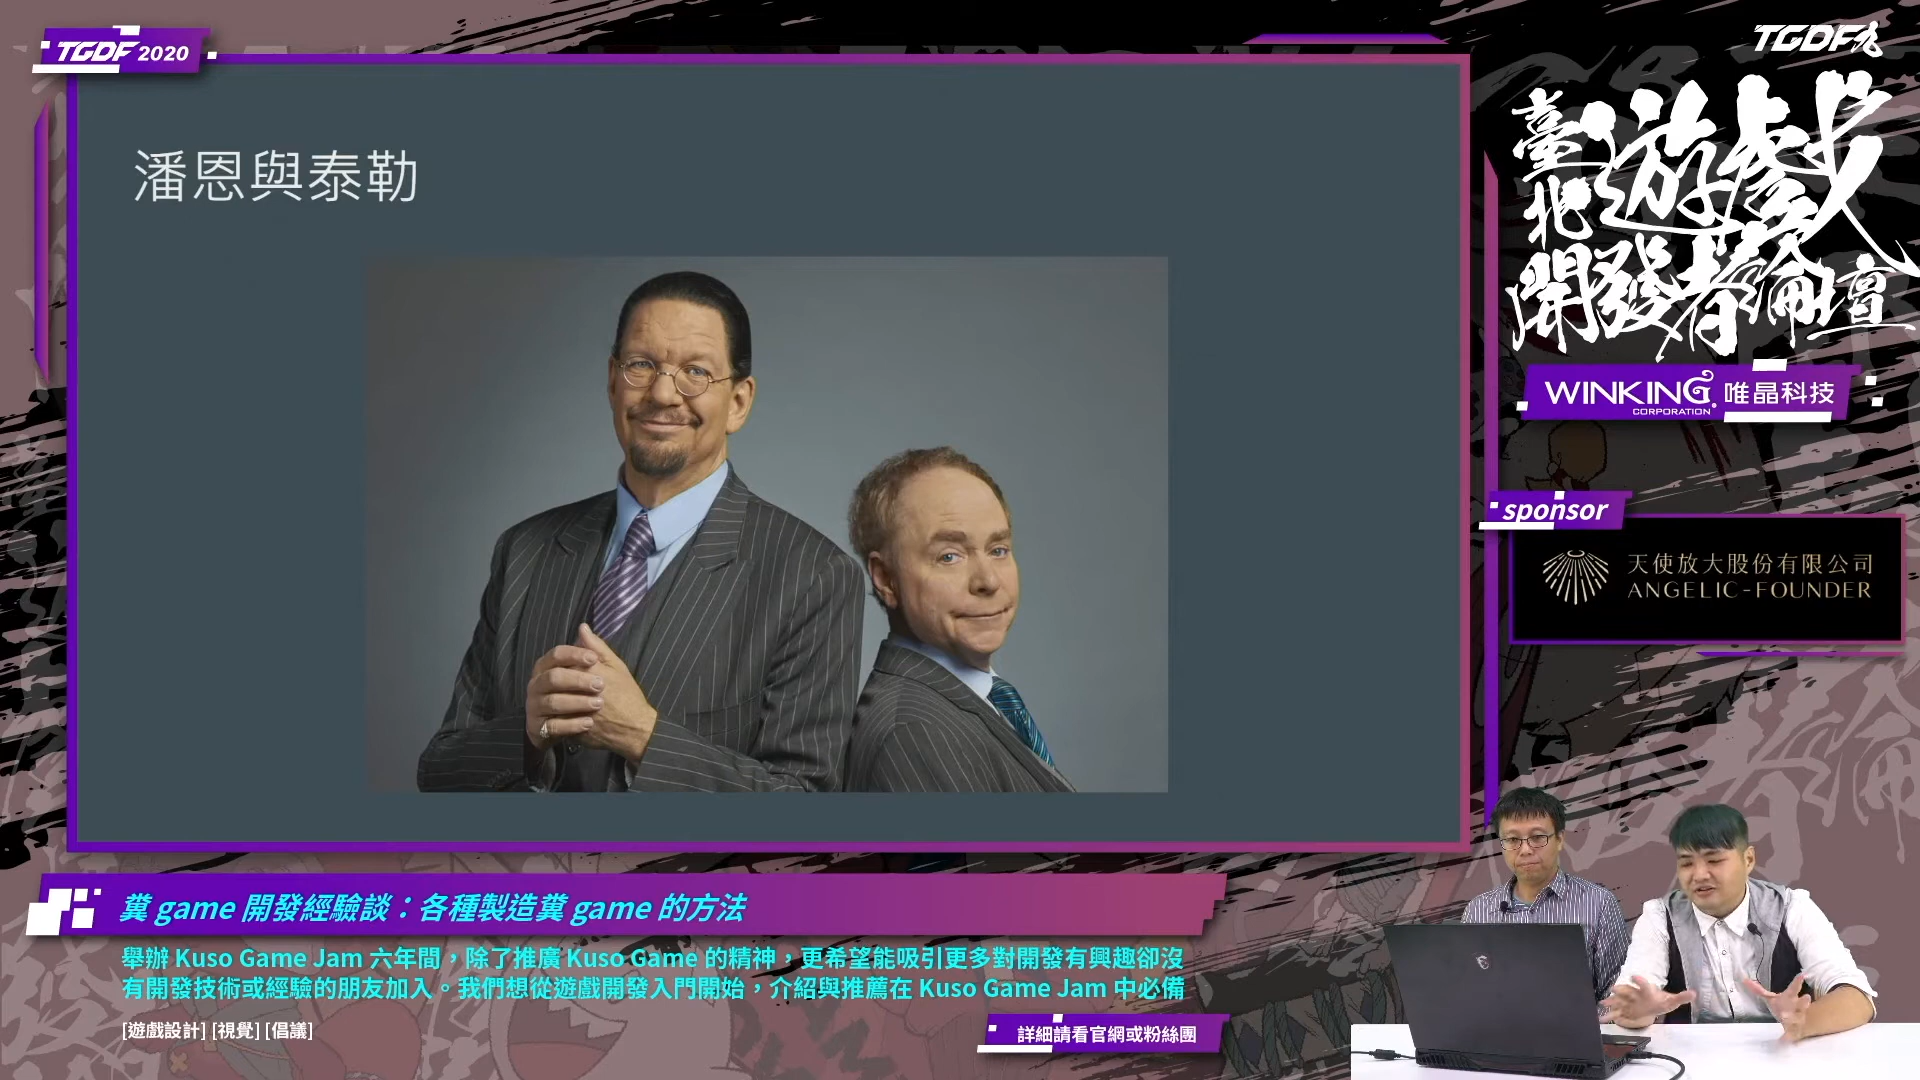 TGDF 2020
潘恩與泰勒
TGDF 九
臺北遊戲
開發者論壇
WINKING CORPORATION 唯晶科技
sponsor
天使放大股份有限公司
ANGELIC-FOUNDER
糞 game 開發經驗談：各種製造糞 game 的方法
舉辦 Kuso Game Jam 六年間，除了推廣 Kuso Game 的精神，更希望能吸引更多對開發有興趣卻沒
有開發技術或經驗的朋友加入。我們想從遊戲開發入門開始，介紹與推薦在 Kuso Game Jam 中必備
[遊戲設計] [視覺] [倡議]
詳細請看官網或粉絲團